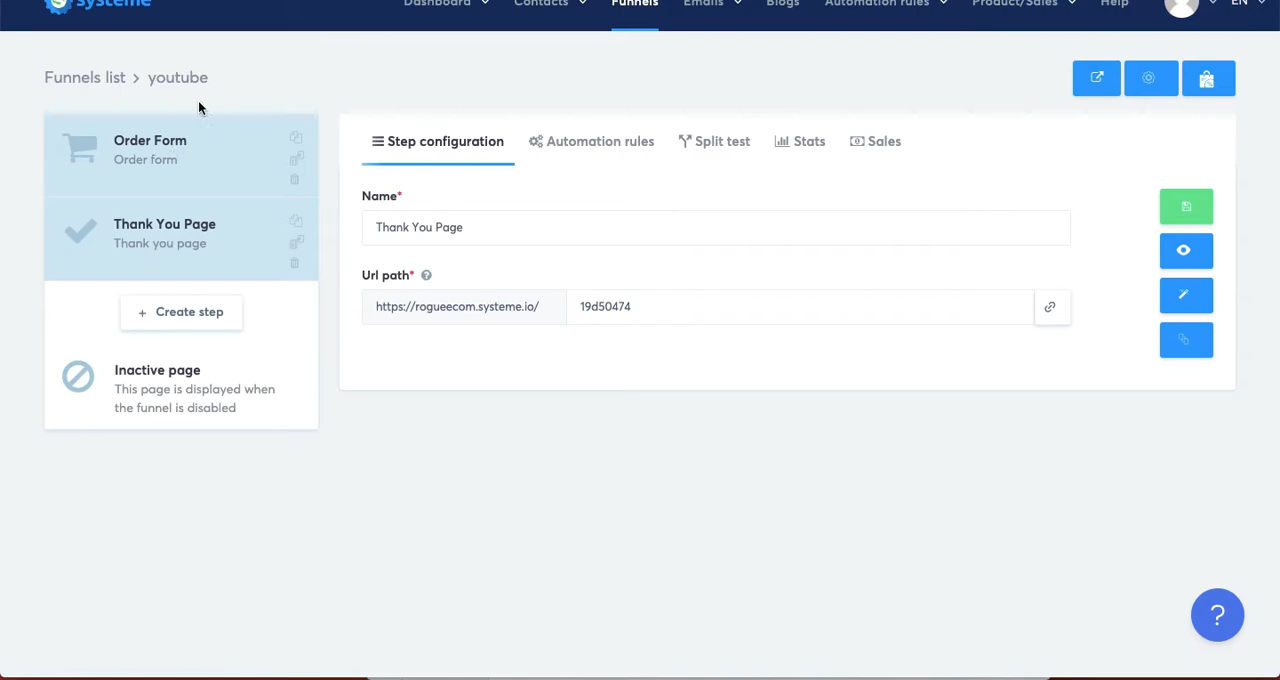 systeme
Dashboard Contacts Funnels Emails Blogs Automation rules Product/Sales Help EN
Funnels list > youtube
Order Form
Order form
Thank You Page
Thank you page
+ Create step
Inactive page
This page is displayed when
the funnel is disabled
Step configuration Automation rules Split test Stats Sales
Name*
Thank You Page
Url path* ?
https://rogueecom.systeme.io/ 19d50474
?